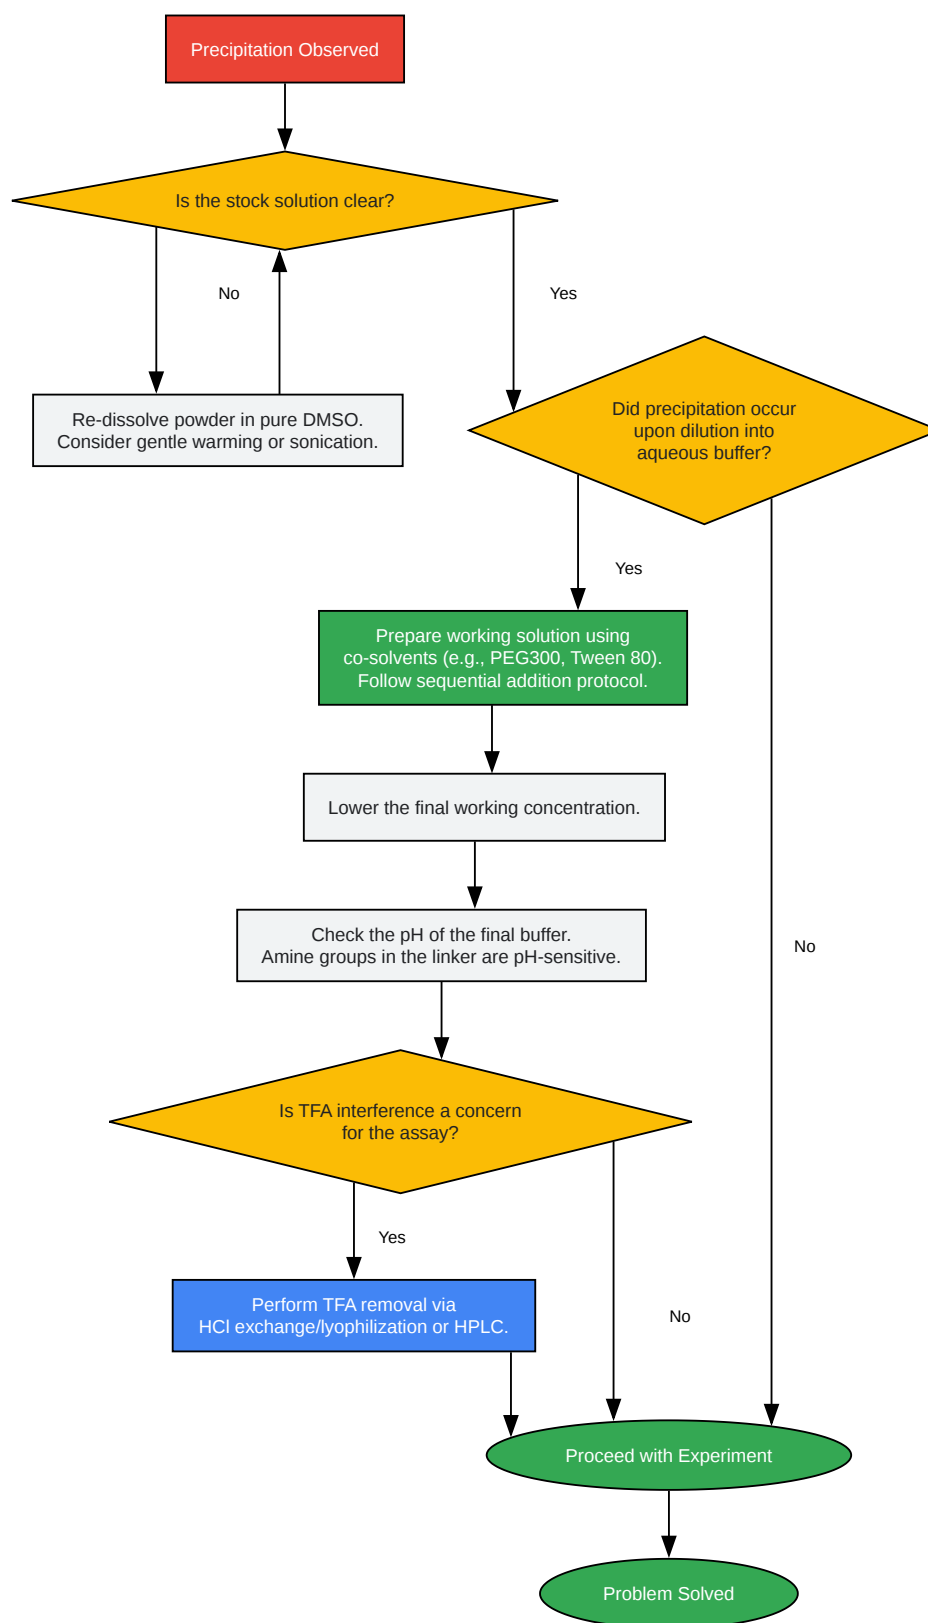 Precipitation Observed
Is the stock solution clear?
No
Yes
Re-dissolve powder in pure DMSO.
Consider gentle warming or sonication.
Did precipitation occur
upon dilution into
aqueous buffer?
Yes
Prepare working solution using
co-solvents (e.g., PEG300, Tween 80).
Follow sequential addition protocol.
Lower the final working concentration.
Check the pH of the final buffer.
Amine groups in the linker are pH-sensitive.
No
Is TFA interference a concern
for the assay?
Yes
Perform TFA removal via
HCl exchange/lyophilization or HPLC.
No
Proceed with Experiment
Problem Solved